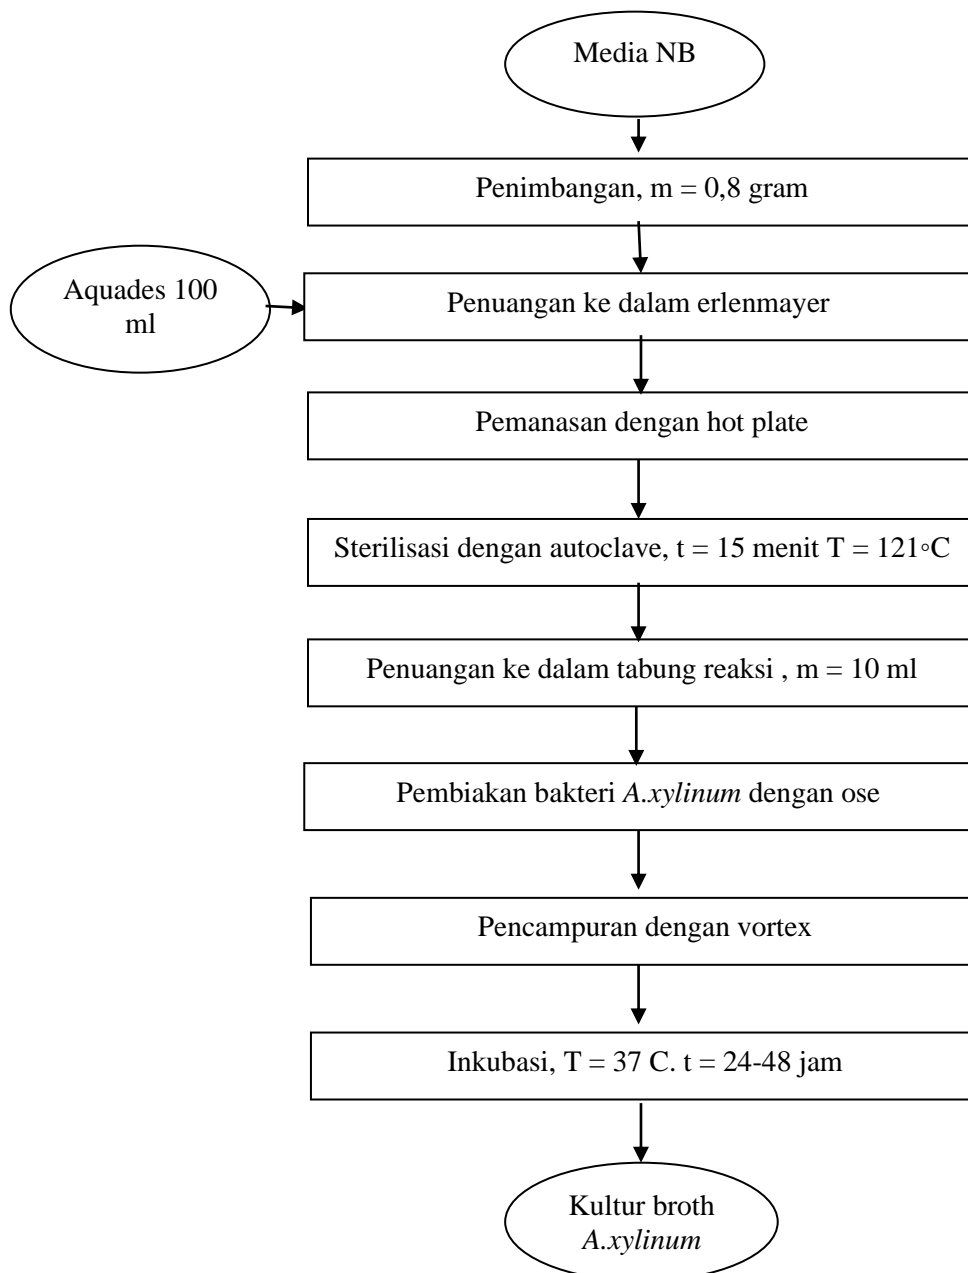 Media NB
Penimbangan, m = 0,8 gram
Aquades 100
ml
Penuangan ke dalam erlenmayer
Pemanasan dengan hot plate
Sterilisasi dengan autoclave, t = 15 menit T = 121◦C
Penuangan ke dalam tabung reaksi , m = 10 ml
Pembiakan bakteri A.xylinum dengan ose
Pencampuran dengan vortex
Inkubasi, T = 37 C. t = 24-48 jam
Kultur broth
A.xylinum